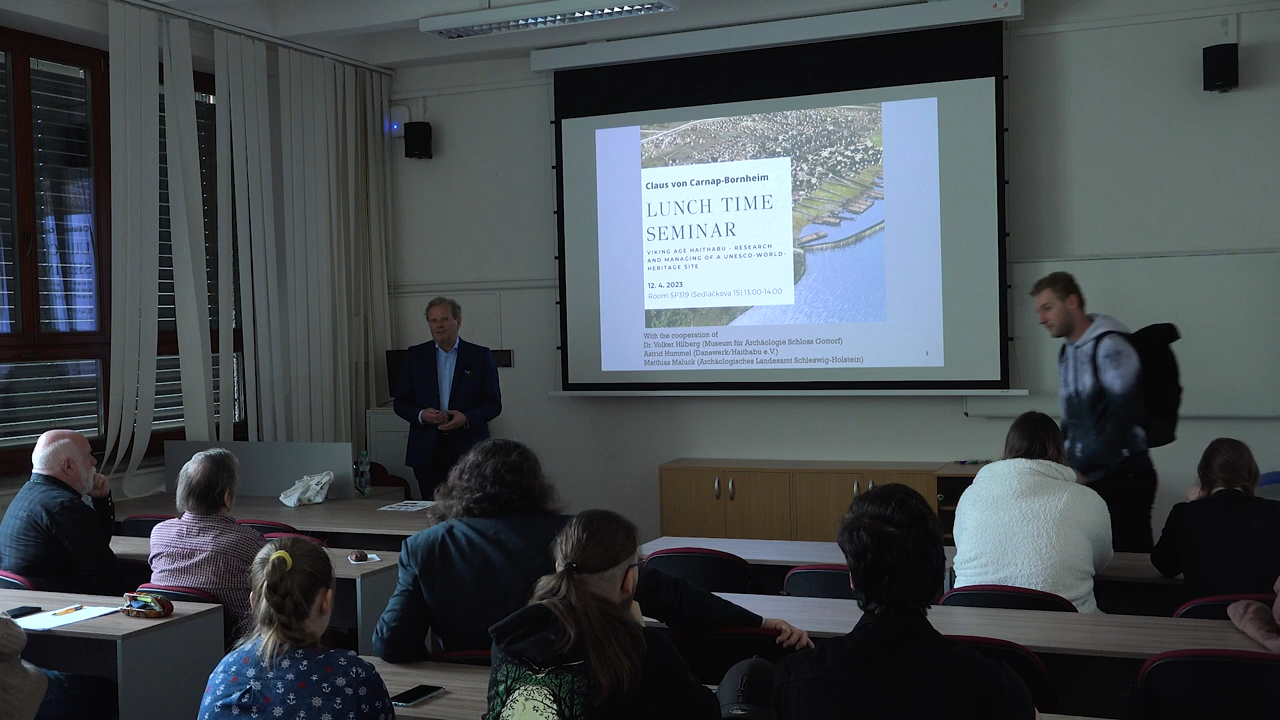 Claus von Carnap-Bornheim
LUNCH TIME
SEMINAR
VIKING AGE HAITHABU - RESEARCH
AND MANAGING OF A UNESCO-WORLD-
HERITAGE SITE
12. 4. 2023
Room SP319 (Sedláčkova 15) 13:00-14:00
With the cooperation of
Dr. Volker Hilberg (Museum für Archäologie Schloss Gottorf)
Astrid Hummel (Danewerk/Haithabu e.V.)
Matthias Maluck (Archäologisches Landesamt Schleswig-Holstein)
1